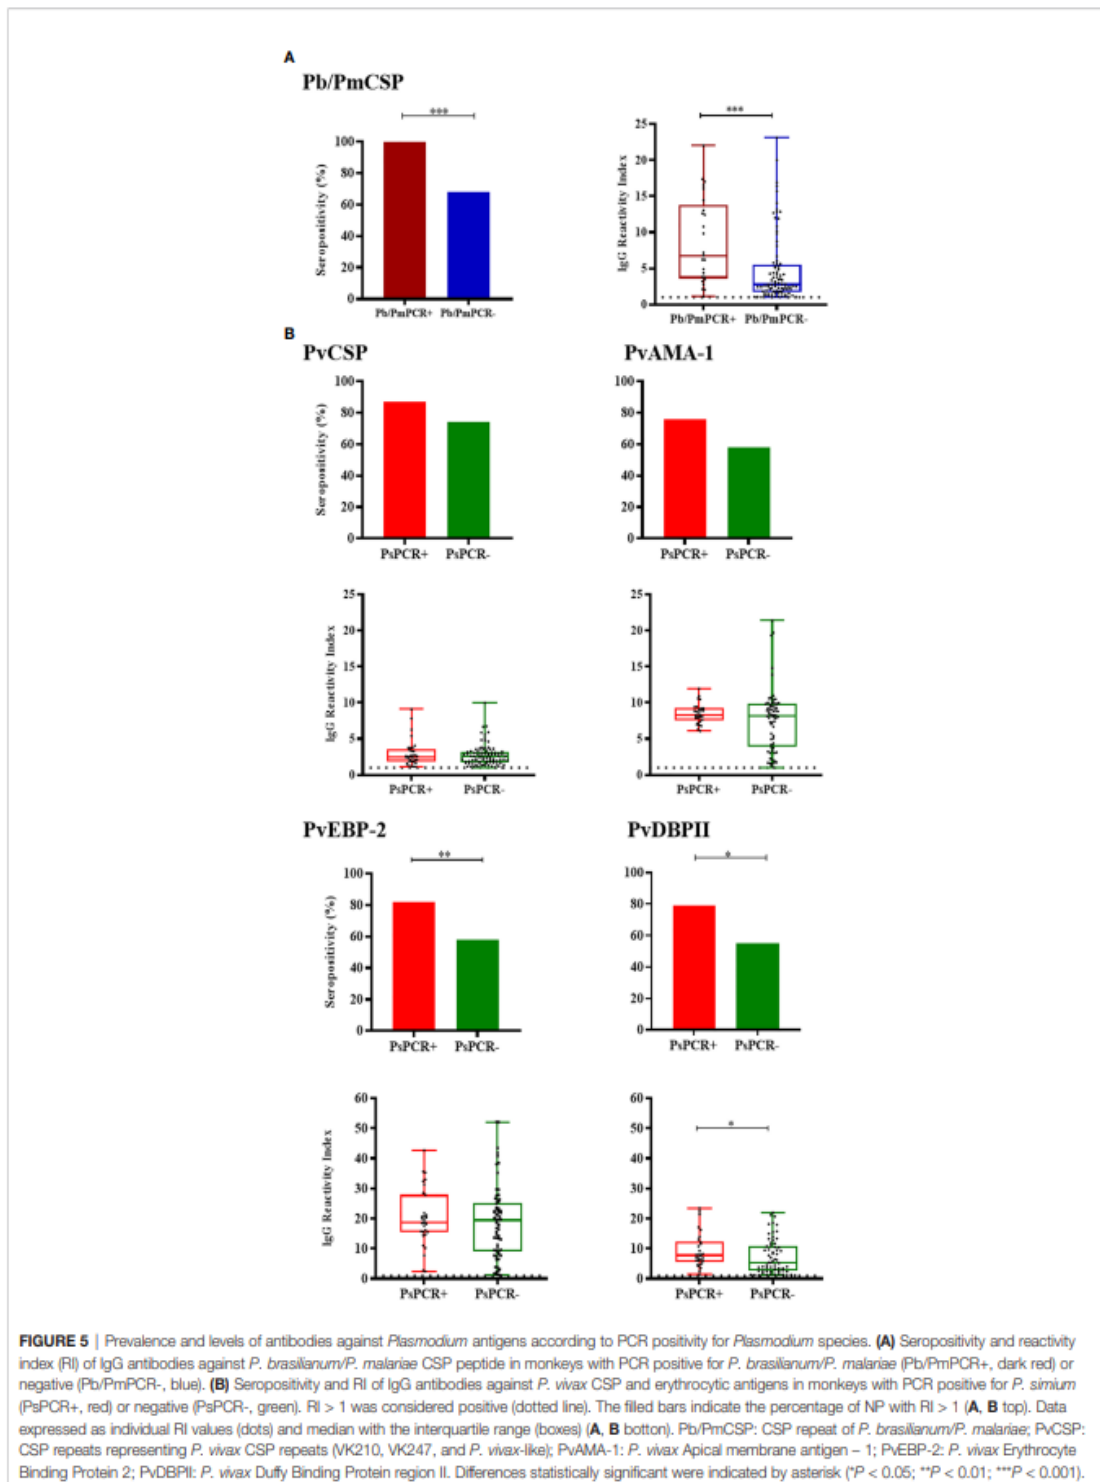 A
Pb/PmCSP
***
Seropositivity (%)
100
80
60
40
20
0
Pb/PmPCR+ Pb/PmPCR-
***
IgG Reactivity Index
25
20
15
10
5
0
Pb/PmPCR+ Pb/PmPCR-
B
PvCSP
Seropositivity (%)
100
80
60
40
20
0
PsPCR+ PsPCR-
PvAMA-1
100
80
60
40
20
0
PsPCR+ PsPCR-
IgG Reactivity Index
25
20
15
10
5
0
PsPCR+ PsPCR-
25
20
15
10
5
0
PsPCR+ PsPCR-
PvEBP-2
**
Seropositivity (%)
100
80
60
40
20
0
PsPCR+ PsPCR-
PvDBPII
*
100
80
60
40
20
0
PsPCR+ PsPCR-
IgG Reactivity Index
60
50
40
30
20
10
0
PsPCR+ PsPCR-
*
60
50
40
30
20
10
0
PsPCR+ PsPCR-
FIGURE 5 | Prevalence and levels of antibodies against Plasmodium antigens according to PCR positivity for Plasmodium species. (A) Seropositivity and reactivity
index (RI) of IgG antibodies against P. brasilianum/P. malariae CSP peptide in monkeys with PCR positive for P. brasilianum/P. malariae (Pb/PmPCR+, dark red) or
negative (Pb/PmPCR-, blue). (B) Seropositivity and RI of IgG antibodies against P. vivax CSP and erythrocytic antigens in monkeys with PCR positive for P. simium
(PsPCR+, red) or negative (PsPCR-, green). RI > 1 was considered positive (dotted line). The filled bars indicate the percentage of NP with RI > 1 (A, B top). Data
expressed as individual RI values (dots) and median with the interquartile range (boxes) (A, B botton). Pb/PmCSP: CSP repeat of P. brasilianum/P. malariae; PvCSP:
CSP repeats representing P. vivax CSP repeats (VK210, VK247, and P. vivax-like); PvAMA-1: P. vivax Apical membrane antigen – 1; PvEBP-2: P. vivax Erythrocyte
Binding Protein 2; PvDBPII: P. vivax Duffy Binding Protein region II. Differences statistically significant were indicated by asterisk (*P < 0.05; **P < 0.01; ***P < 0.001).